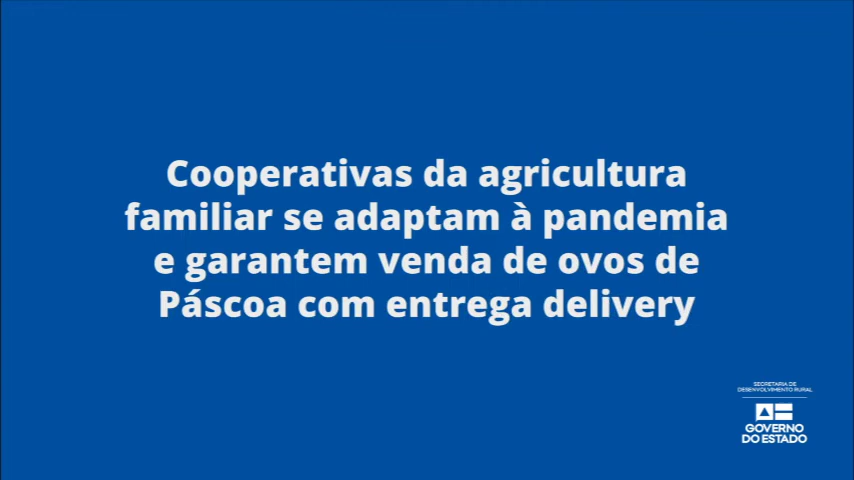 Cooperativas da agricultura
familiar se adaptam à pandemia
e garantem venda de ovos de
Páscoa com entrega delivery
SECRETARIA DE
DESENVOLVIMENTO RURAL
GOVERNO
DO ESTADO